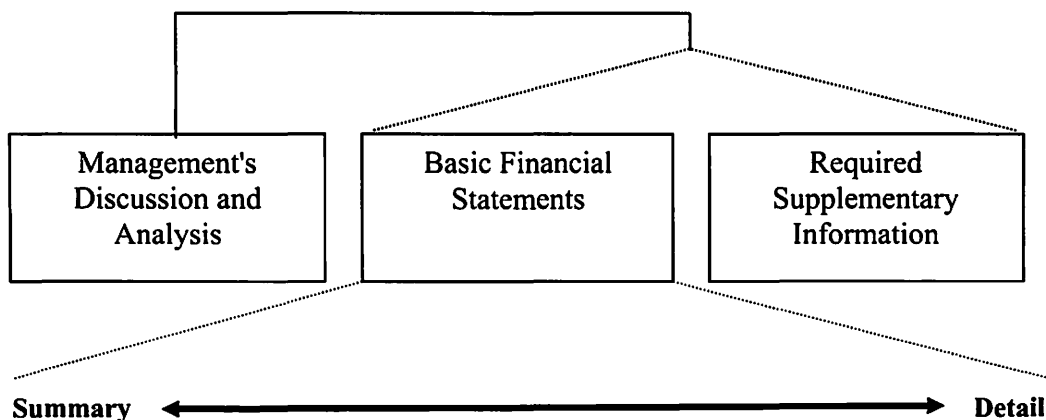 Management's
Discussion and
Analysis
Basic Financial
Statements
Required
Supplementary
Information
Summary
Detail